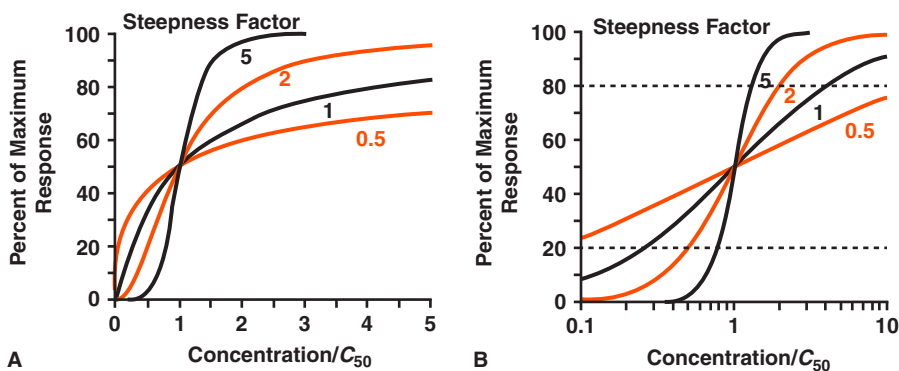 Steepness Factor
100
80
60
40
20
0
Percent of Maximum
Response
5
2
1
0.5
0
1
2
3
4
5
Concentration/C50
A
Steepness Factor
100
80
60
40
20
0
Percent of Maximum
Response
5
2
1
0.5
0.1
1
10
Concentration/C50
B